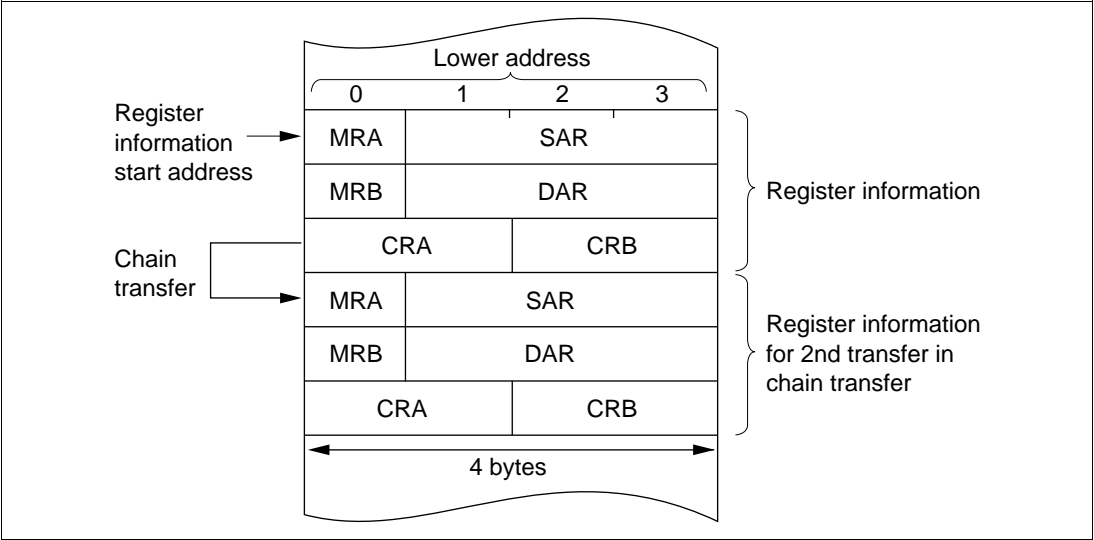 Lower address
0 1 2 3
Register
information
start address
MRA SAR
MRB DAR
Register information
CRA CRB
Chain
transfer
MRA SAR
MRB DAR
Register information
for 2nd transfer in
chain transfer
CRA CRB
4 bytes